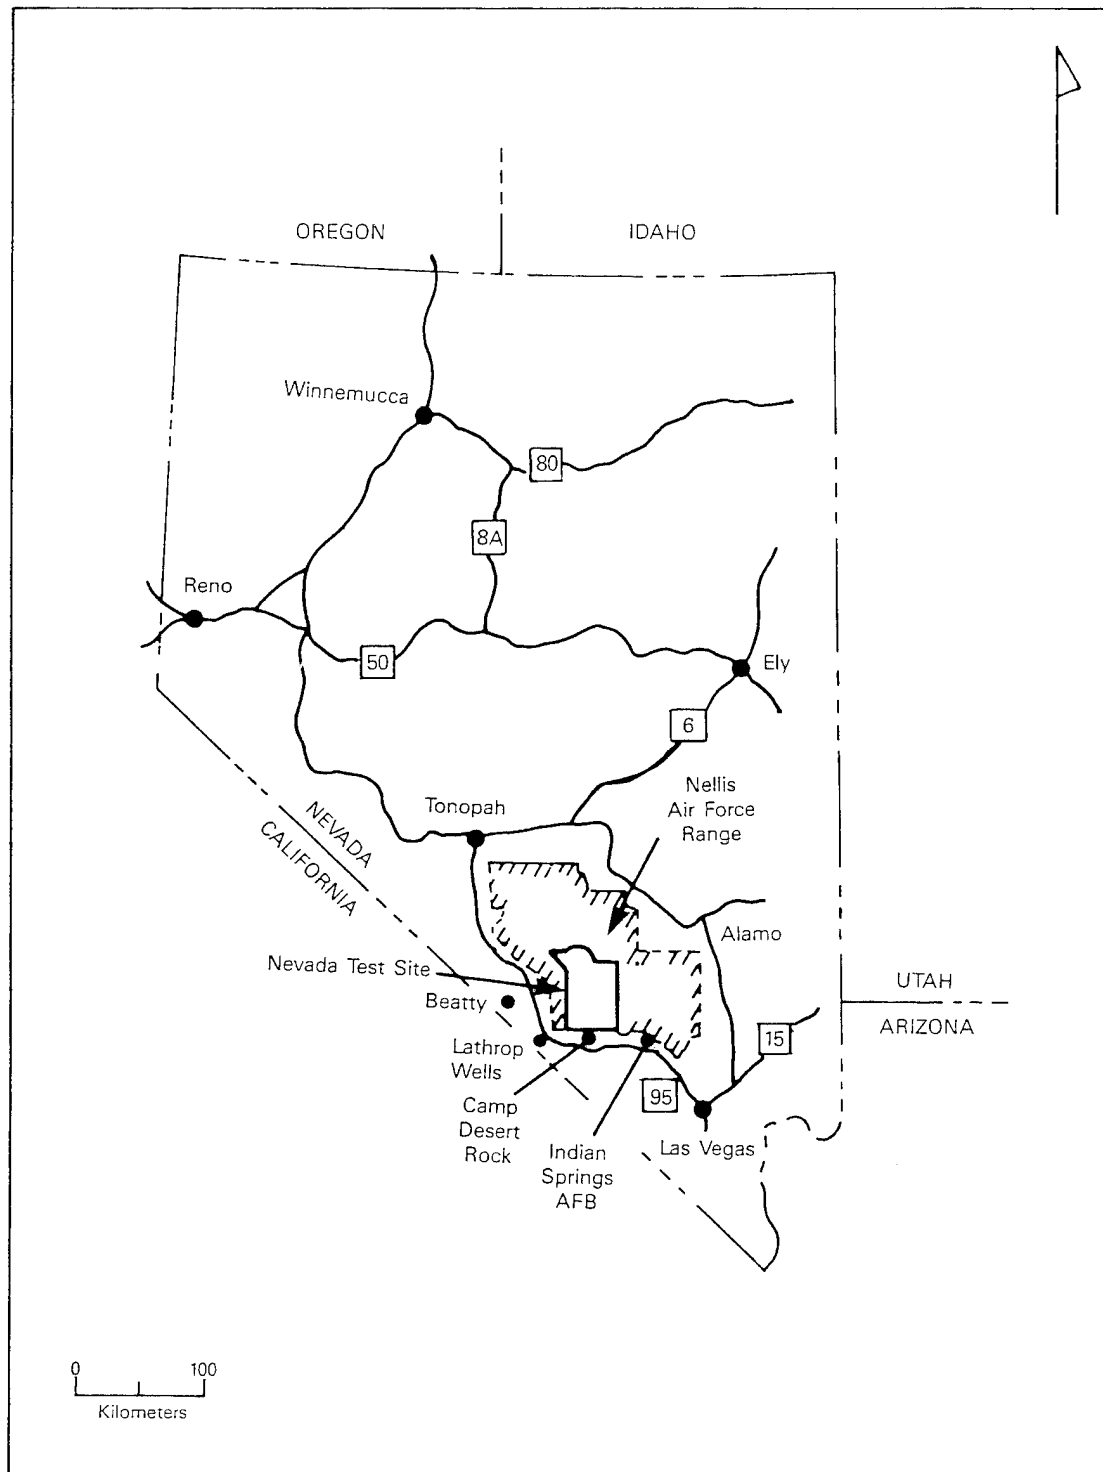 OREGON
IDAHO
Winnemucca
80
8A
Reno
50
Ely
6
Nellis
Air Force
Range
Tonopah
NEVADA
CALIFORNIA
Alamo
Nevada Test Site
Beatty
UTAH
ARIZONA
15
Lathrop
Wells
95
Camp
Desert
Rock
Las Vegas
Indian
Springs
AFB
0 100
Kilometers